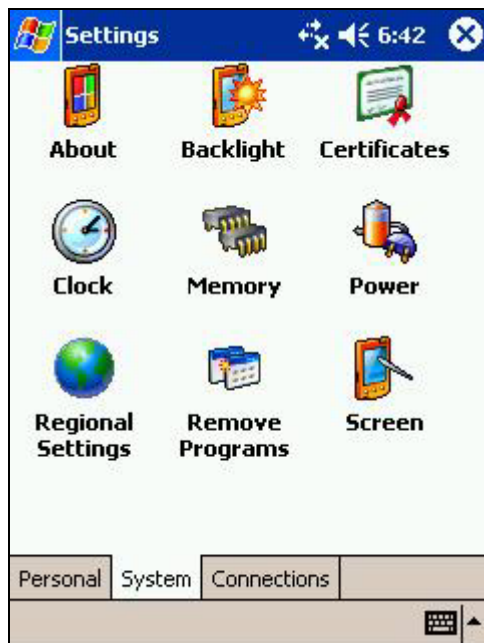 Settings 6:42
About Backlight Certificates
Clock Memory Power
Regional Settings
Remove Programs
Screen
Personal System Connections